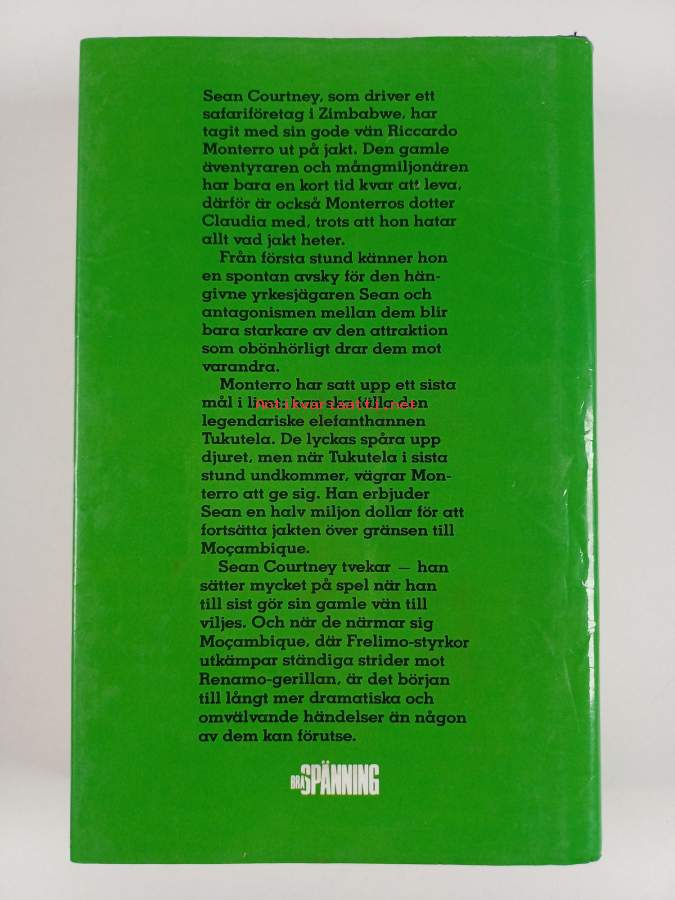 Sean Courtney, som driver ett
safariföretag i Zimbabwe, har
tagit med sin gode vän Riccardo
Monterro ut på jakt. Den gamle
äventyraren och mångmiljonären
har bara en kort tid kvar att leva,
därför är också Monterros dotter
Claudia med, trots att hon hatar
allt vad jakt heter.
Från första stund känner hon
en spontan avsky för den hän-
givne yrkesjägaren Sean och
antagonismen mellan dem blir
bara starkare av den attraktion
som obönhörligt drar dem mot
varandra.
Monterro har satt upp ett sista
mål i livet: han ska fälla den
antikvariaatti.net
legendariske elefanthannen
Tukutela. De lyckas spåra upp
djuret, men när Tukutela i sista
stund undkommer, vägrar Mon-
terro att ge sig. Han erbjuder
Sean en halv miljon dollar för att
fortsätta jakten över gränsen till
Moçambique.
Sean Courtney tvekar — han
sätter mycket på spel när han
till sist gör sin gamle vän till
viljes. Och när de närmar sig
Moçambique, där Frelimo-styrkor
utkämpar ständiga strider mot
Renamo-gerillan, är det början
till långt mer dramatiska och
omvälvande händelser än någon
av dem kan förutse.
BRA SPÄNNING